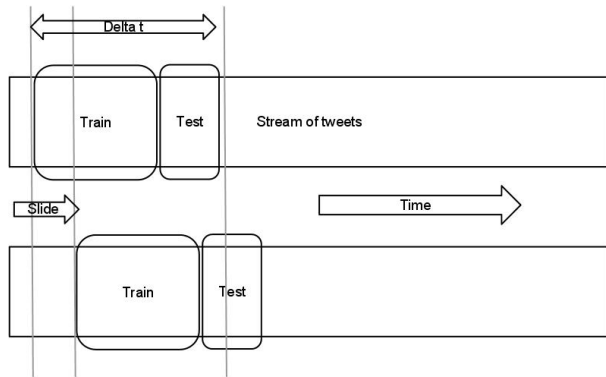 Delta t
Train
Test
Stream of tweets
Slide
Time
Train
Test